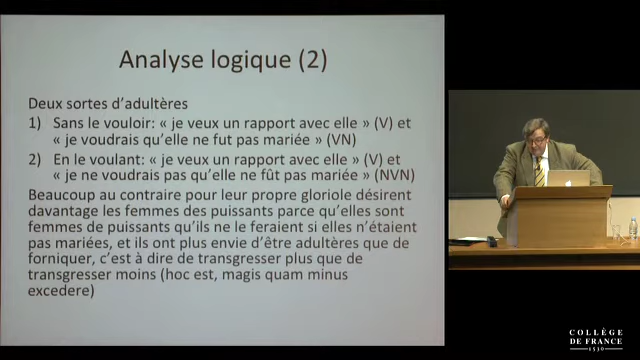 Analyse logique (2)
Deux sortes d'adultères
1) Sans le vouloir: « je veux un rapport avec elle » (V) et
« je voudrais qu'elle ne fut pas mariée » (VN)
2) En le voulant: « je veux un rapport avec elle » (V) et
« je ne voudrais pas qu'elle ne fût pas mariée » (NVN)
Beaucoup au contraire pour leur propre gloriole désirent
davantage les femmes des puissants parce qu'elles sont
femmes de puissants qu'ils ne le feraient si elles n'étaient
pas mariées, et ils ont plus envie d'être adultères que de
forniquer, c'est à dire de transgresser plus que de
transgresser moins (hoc est, magis quam minus
excedere)
COLLÈGE
DE FRANCE
1530